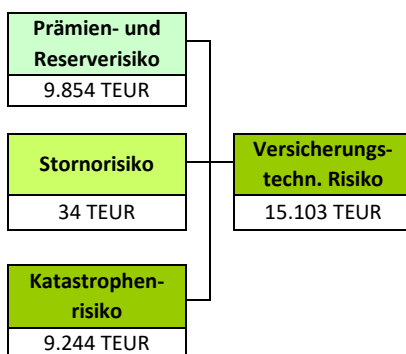 Prämien- und
Reserverisiko
9.854 TEUR
Stornorisiko
34 TEUR
Versicherungs-
techn. Risiko
15.103 TEUR
Katastrophen-
risiko
9.244 TEUR